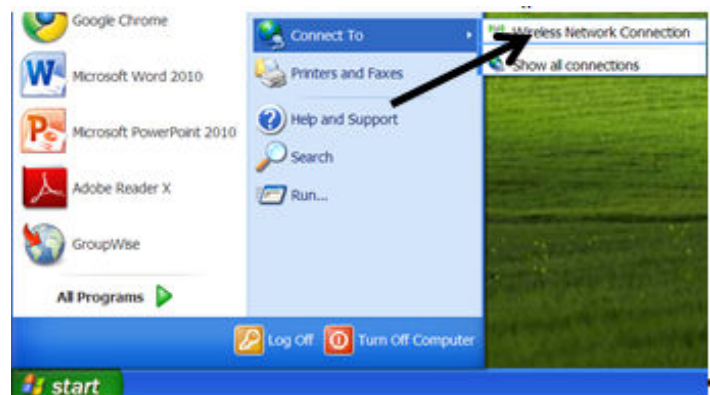 Google Chrome
Microsoft Word 2010
Microsoft PowerPoint 2010
Adobe Reader X
GroupWise
All Programs
Connect To
Printers and Faxes
Help and Support
Search
Run...
Wireless Network Connection
Show all connections
Log Off
Turn Off Computer
start